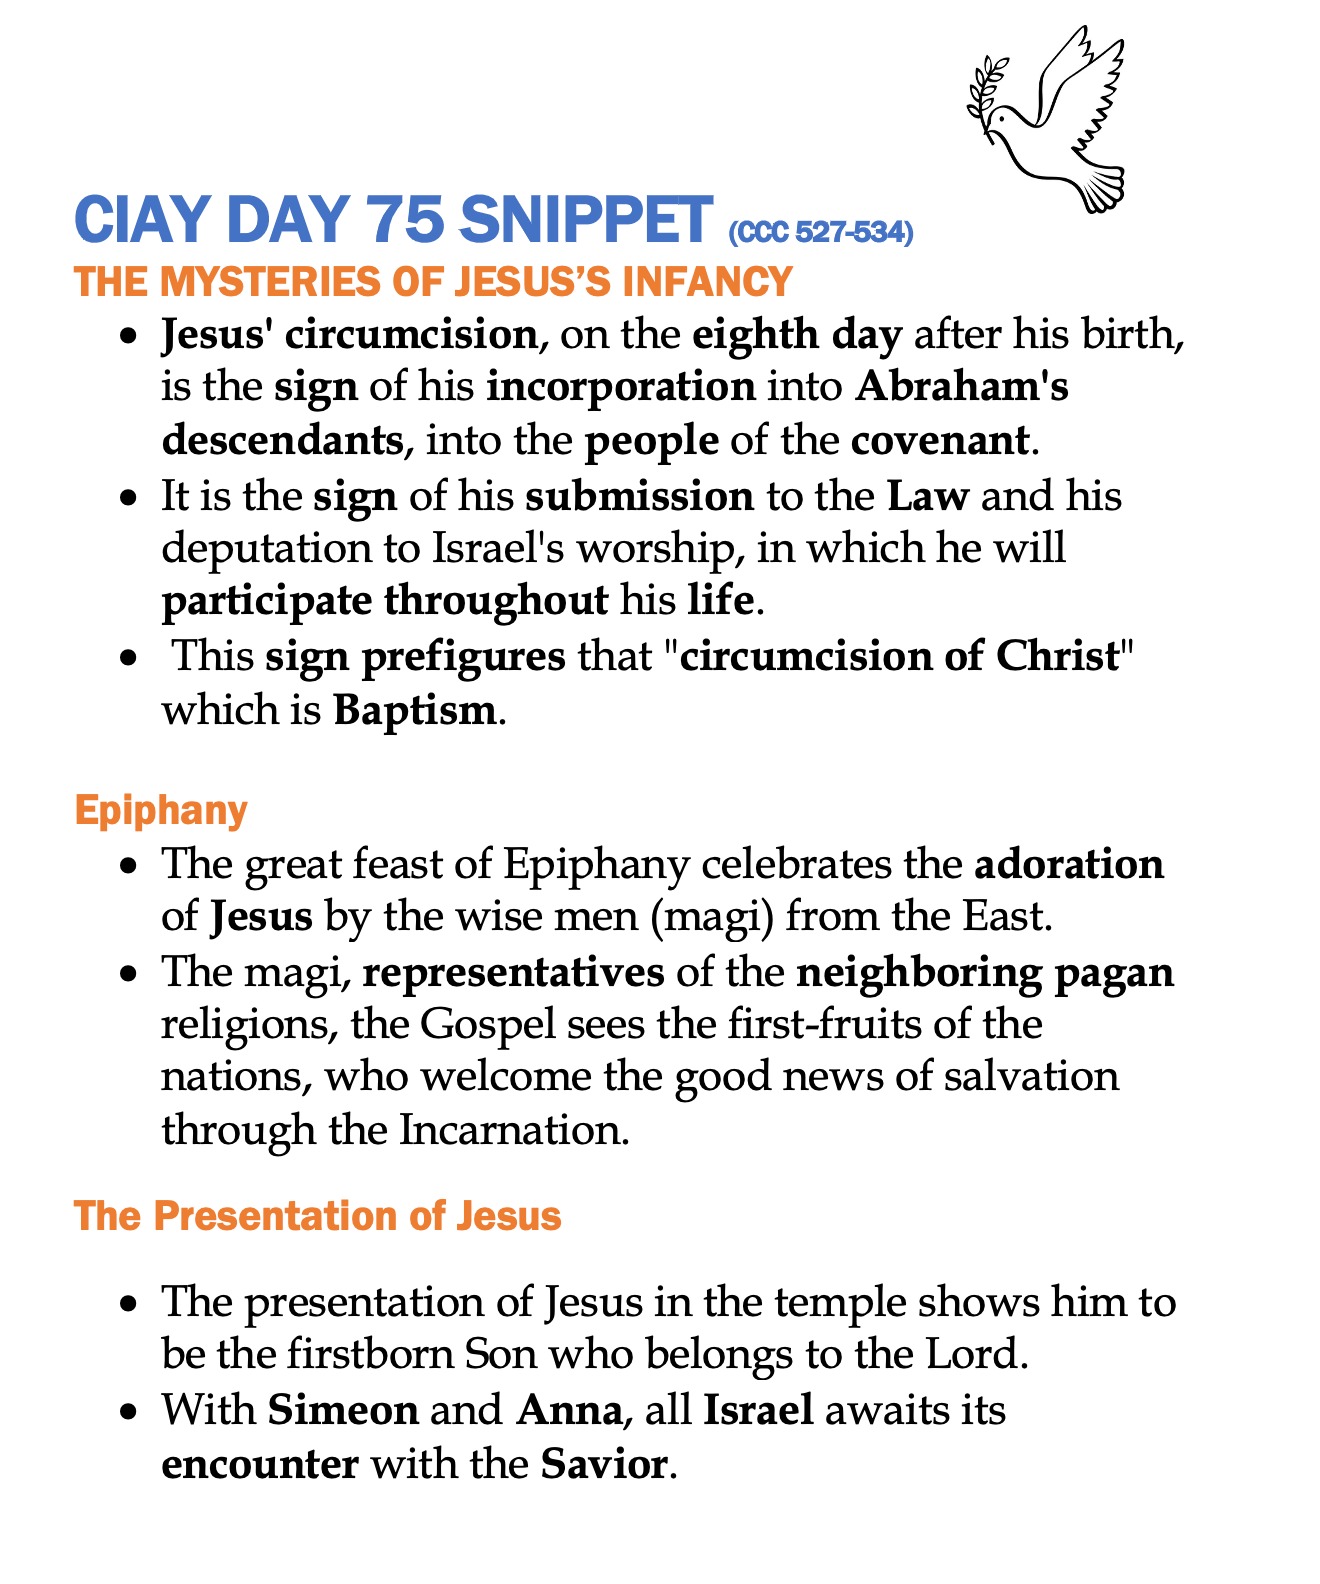 CIAY DAY 75 SNIPPET (CCC 527-534)
THE MYSTERIES OF JESUS’S INFANCY
• Jesus' circumcision, on the eighth day after his birth,
is the sign of his incorporation into Abraham's
descendants, into the people of the covenant.
• It is the sign of his submission to the Law and his
deputation to Israel's worship, in which he will
participate throughout his life.
• This sign prefigures that "circumcision of Christ"
which is Baptism.
Epiphany
• The great feast of Epiphany celebrates the adoration
of Jesus by the wise men (magi) from the East.
• The magi, representatives of the neighboring pagan
religions, the Gospel sees the first-fruits of the
nations, who welcome the good news of salvation
through the Incarnation.
The Presentation of Jesus
• The presentation of Jesus in the temple shows him to
be the firstborn Son who belongs to the Lord.
• With Simeon and Anna, all Israel awaits its
encounter with the Savior.